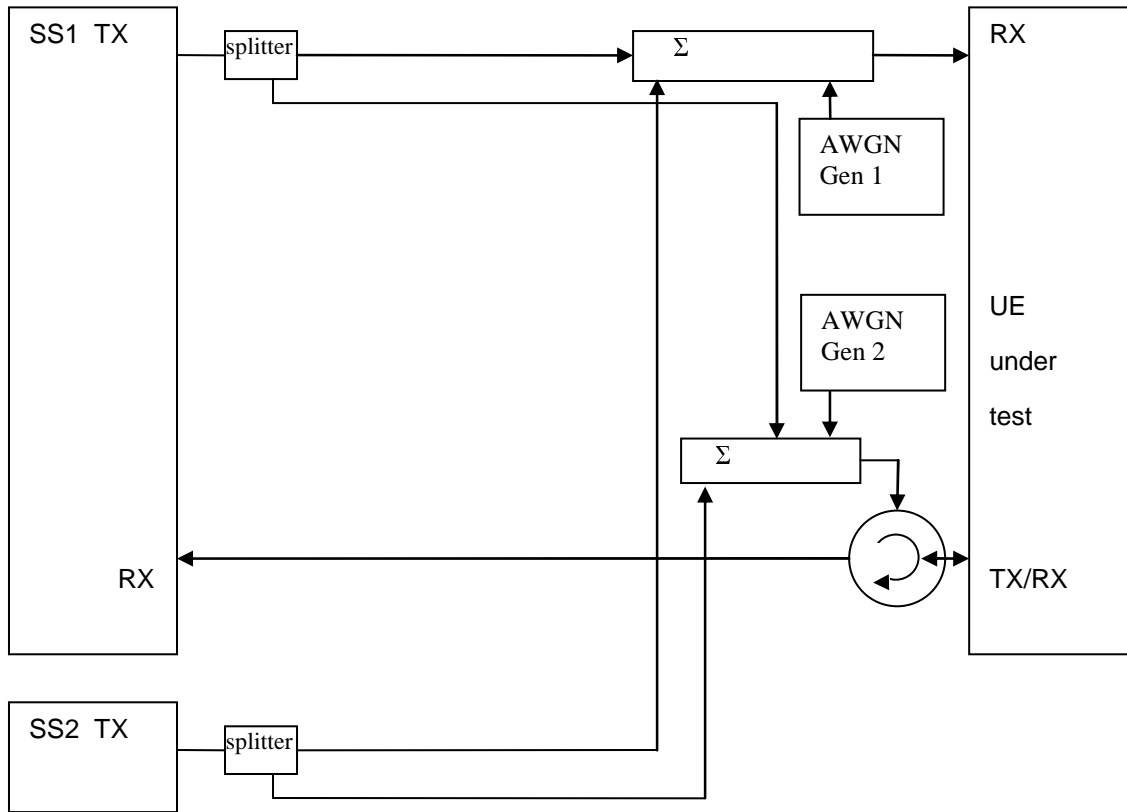 SS1 TX
splitter
Σ
RX
AWGN
Gen 1
AWGN
Gen 2
UE
under
test
Σ
RX
TX/RX
SS2 TX
splitter